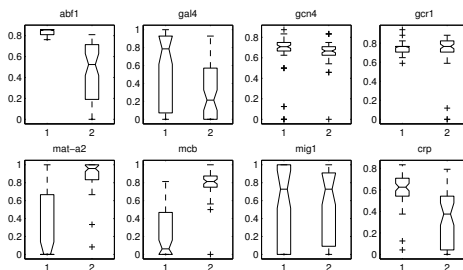 abf1 gal4 gcn4 gcr1
0.8 1 0.8 0.8
0.6 0.8 0.6 0.6
0.4 0.6 0.4 0.4
0.2 0.4 0.2 0.2
0 0.2 0 0
0
1 2 1 2 1 2 1 2
mat-a2 mcb mig1 crp
1 1 1 0.8
0.8 0.8 0.8 0.6
0.6 0.6 0.6 0.4
0.4 0.4 0.4 0.2
0.2 0.2 0.2 0
0 0 0
1 2 1 2 1 2 1 2